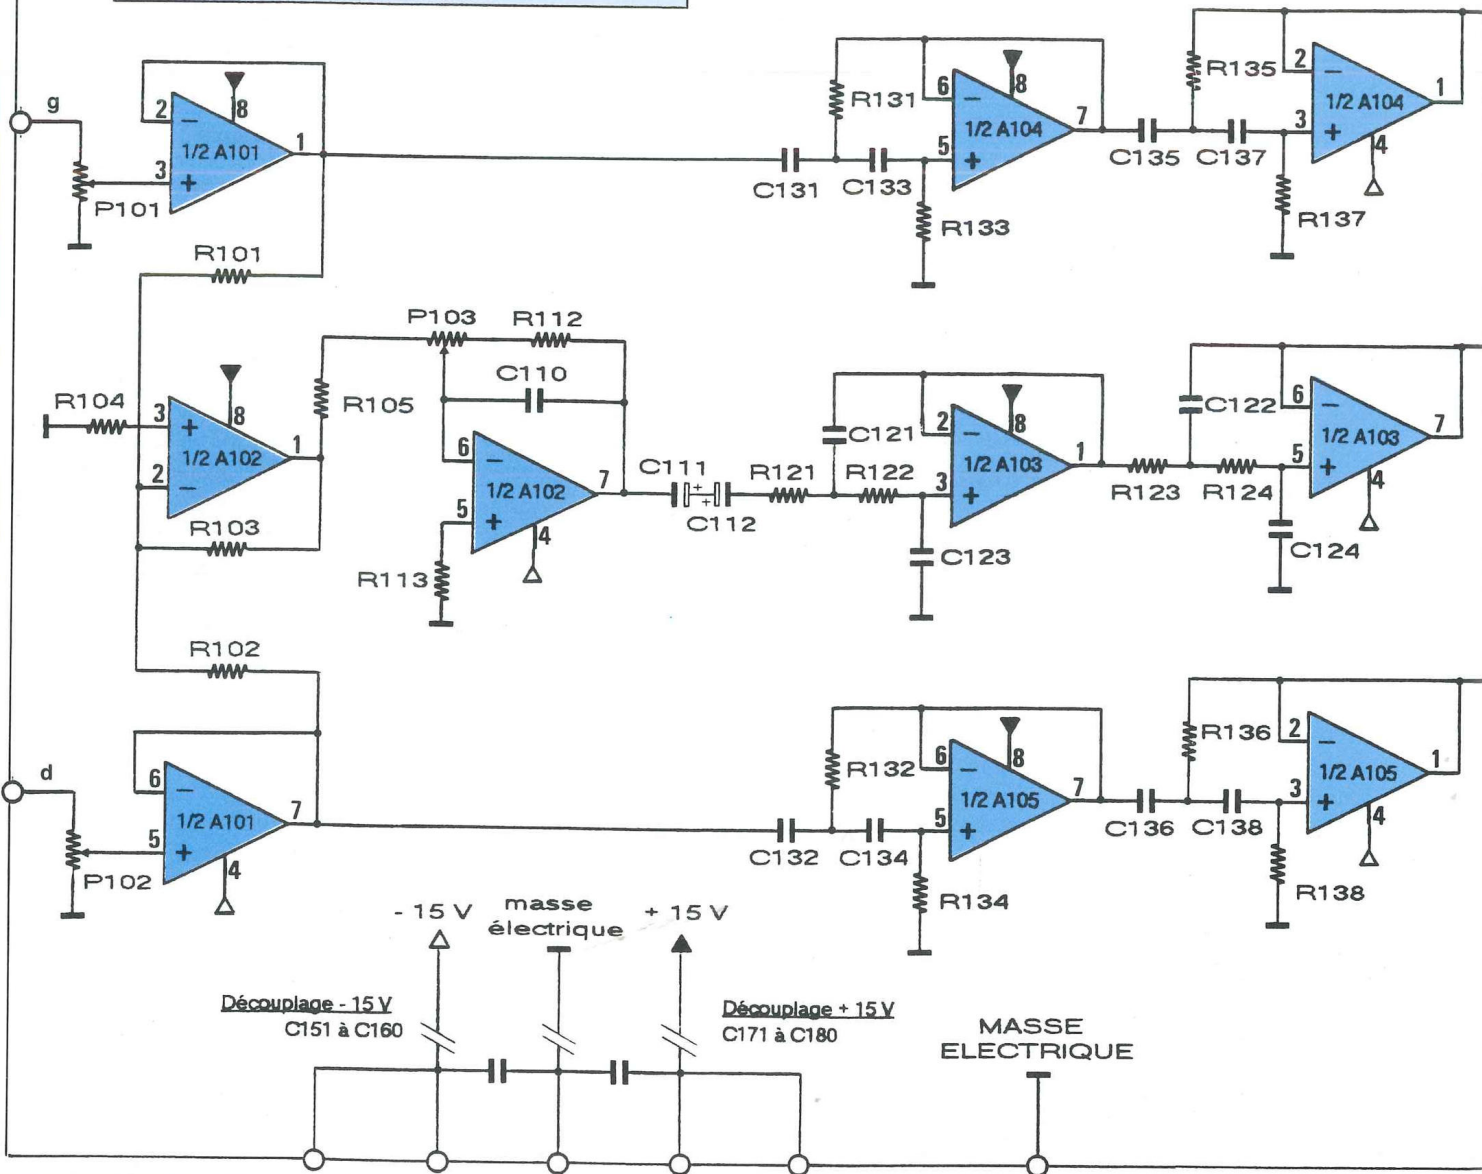 g
P101
2
3
8
1
1/2 A101
−
+
R101
C131
C133
R131
R133
6
5
8
7
1/2 A104
−
+
C135
C137
R135
R137
2
3
1
4
1/2 A104
−
+
R104
3
2
8
1
1/2 A102
+
−
R103
R105
P103
R112
C110
6
5
7
4
1/2 A102
−
+
R113
C111
+
+
C112
R121
R122
C121
C123
2
3
8
1
1/2 A103
−
+
R123
R124
C122
C124
6
5
7
4
1/2 A103
−
+
R102
d
P102
6
5
7
4
1/2 A101
−
+
C132
C134
R132
R134
6
5
8
7
1/2 A105
−
+
C136
C138
R136
R138
2
3
1
4
1/2 A105
−
+
- 15 V
masse
électrique
+ 15 V
Découplage - 15 V
C151 à C160
Découplage + 15 V
C171 à C180
MASSE
ELECTRIQUE